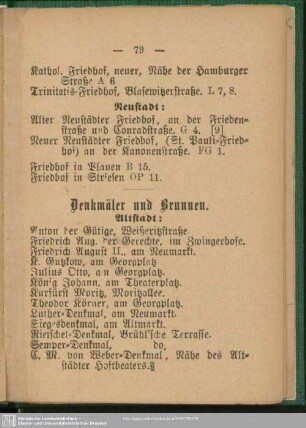 — 79 —
Kathol. Friedhof, neuer, Nähe der Hamburger
Straße A 6
Trinitatis-Friedhof, Blasewitzerstraße. L 7, 8.
Neustadt:
Alter Neustädter Friedhof, an der Frieden-
straße und Conradstraße. G 4. [9]
Neuer Neustädter Friedhof, (St. Pauli-Fried-
hof) an der Kanonenstraße. FG 1.
Friedhof in Plauen B 15.
Friedhof in Striesen OP 11.
Denkmäler und Brunnen.
Altstadt:
Anton der Gütige, Weißeritzstraße.
Friedrich Aug. der Gerechte, im Zwingerhofe.
Friedrich August II., am Neumarkt.
K. Gutzkow, am Georgplatz
Julius Otto, an Georgplatz.
König Johann, am Theaterplatz.
Kurfürst Moritz, Moritzallee.
Theodor Körner, am Georgplatz.
Luther-Denkmal, am Neumarkt.
Siegesdenkmal, am Altmarkt.
Rietschel-Denkmal, Brühl'sche Terrasse.
Semper-Denkmal, do.
C. M. von Weber-Denkmal, Nähe des Alt-
städter Hoftheaters.